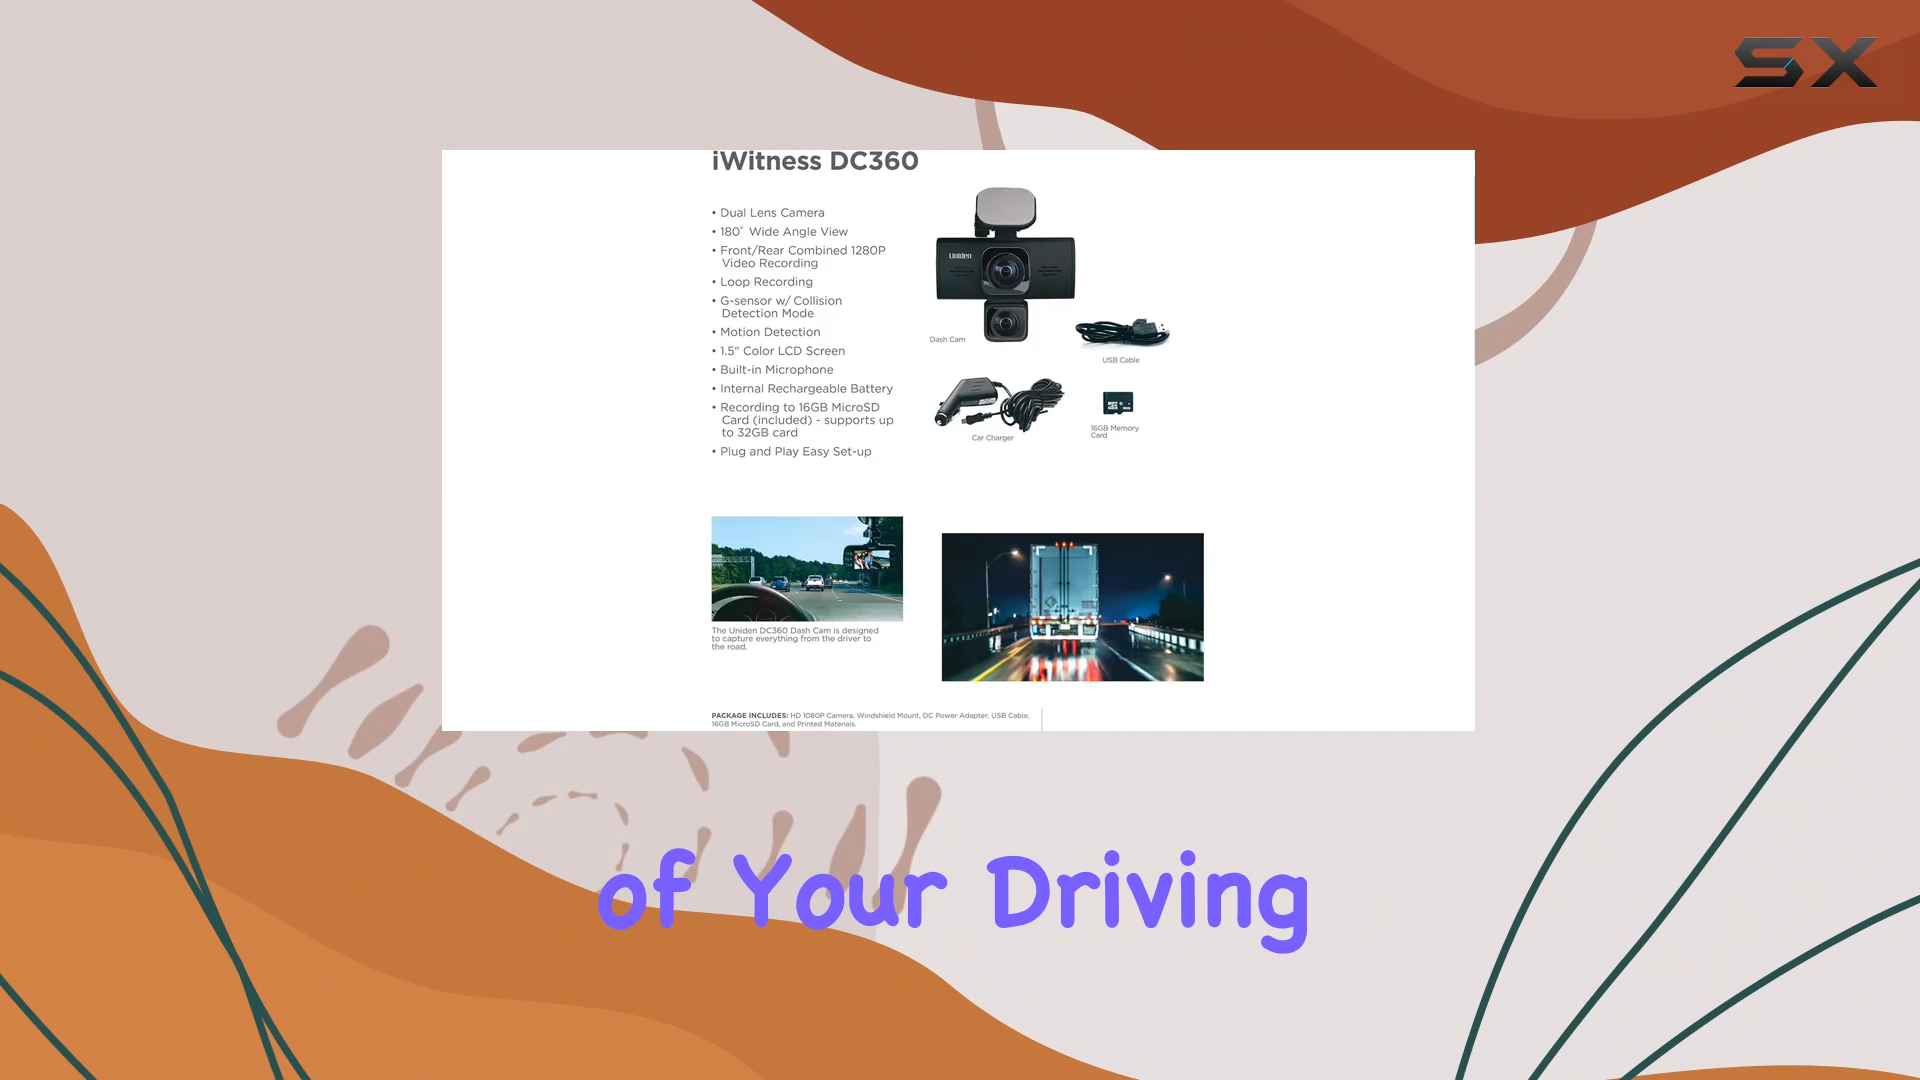 SX
iWitness DC360
• Dual Lens Camera
• 180° Wide Angle View
• Front/Rear Combined 1280P
Video Recording
• Loop Recording
• G-sensor w/ Collision
Detection Mode
• Motion Detection
• 1.5" Color LCD Screen
• Built-in Microphone
• Internal Rechargeable Battery
• Recording to 16GB MicroSD
Card (included) - supports up
to 32GB card
• Plug and Play Easy Set-up
Uniden
Dash Cam
USB Cable
Car Charger
16GB Memory
Card
The Uniden DC360 Dash Cam is designed
to capture everything from the driver to
the road.
PACKAGE INCLUDES: HD 1080P Camera, Windshield Mount, DC Power Adapter, USB Cable,
16GB MicroSD Card, and Printed Materials.
of Your Driving